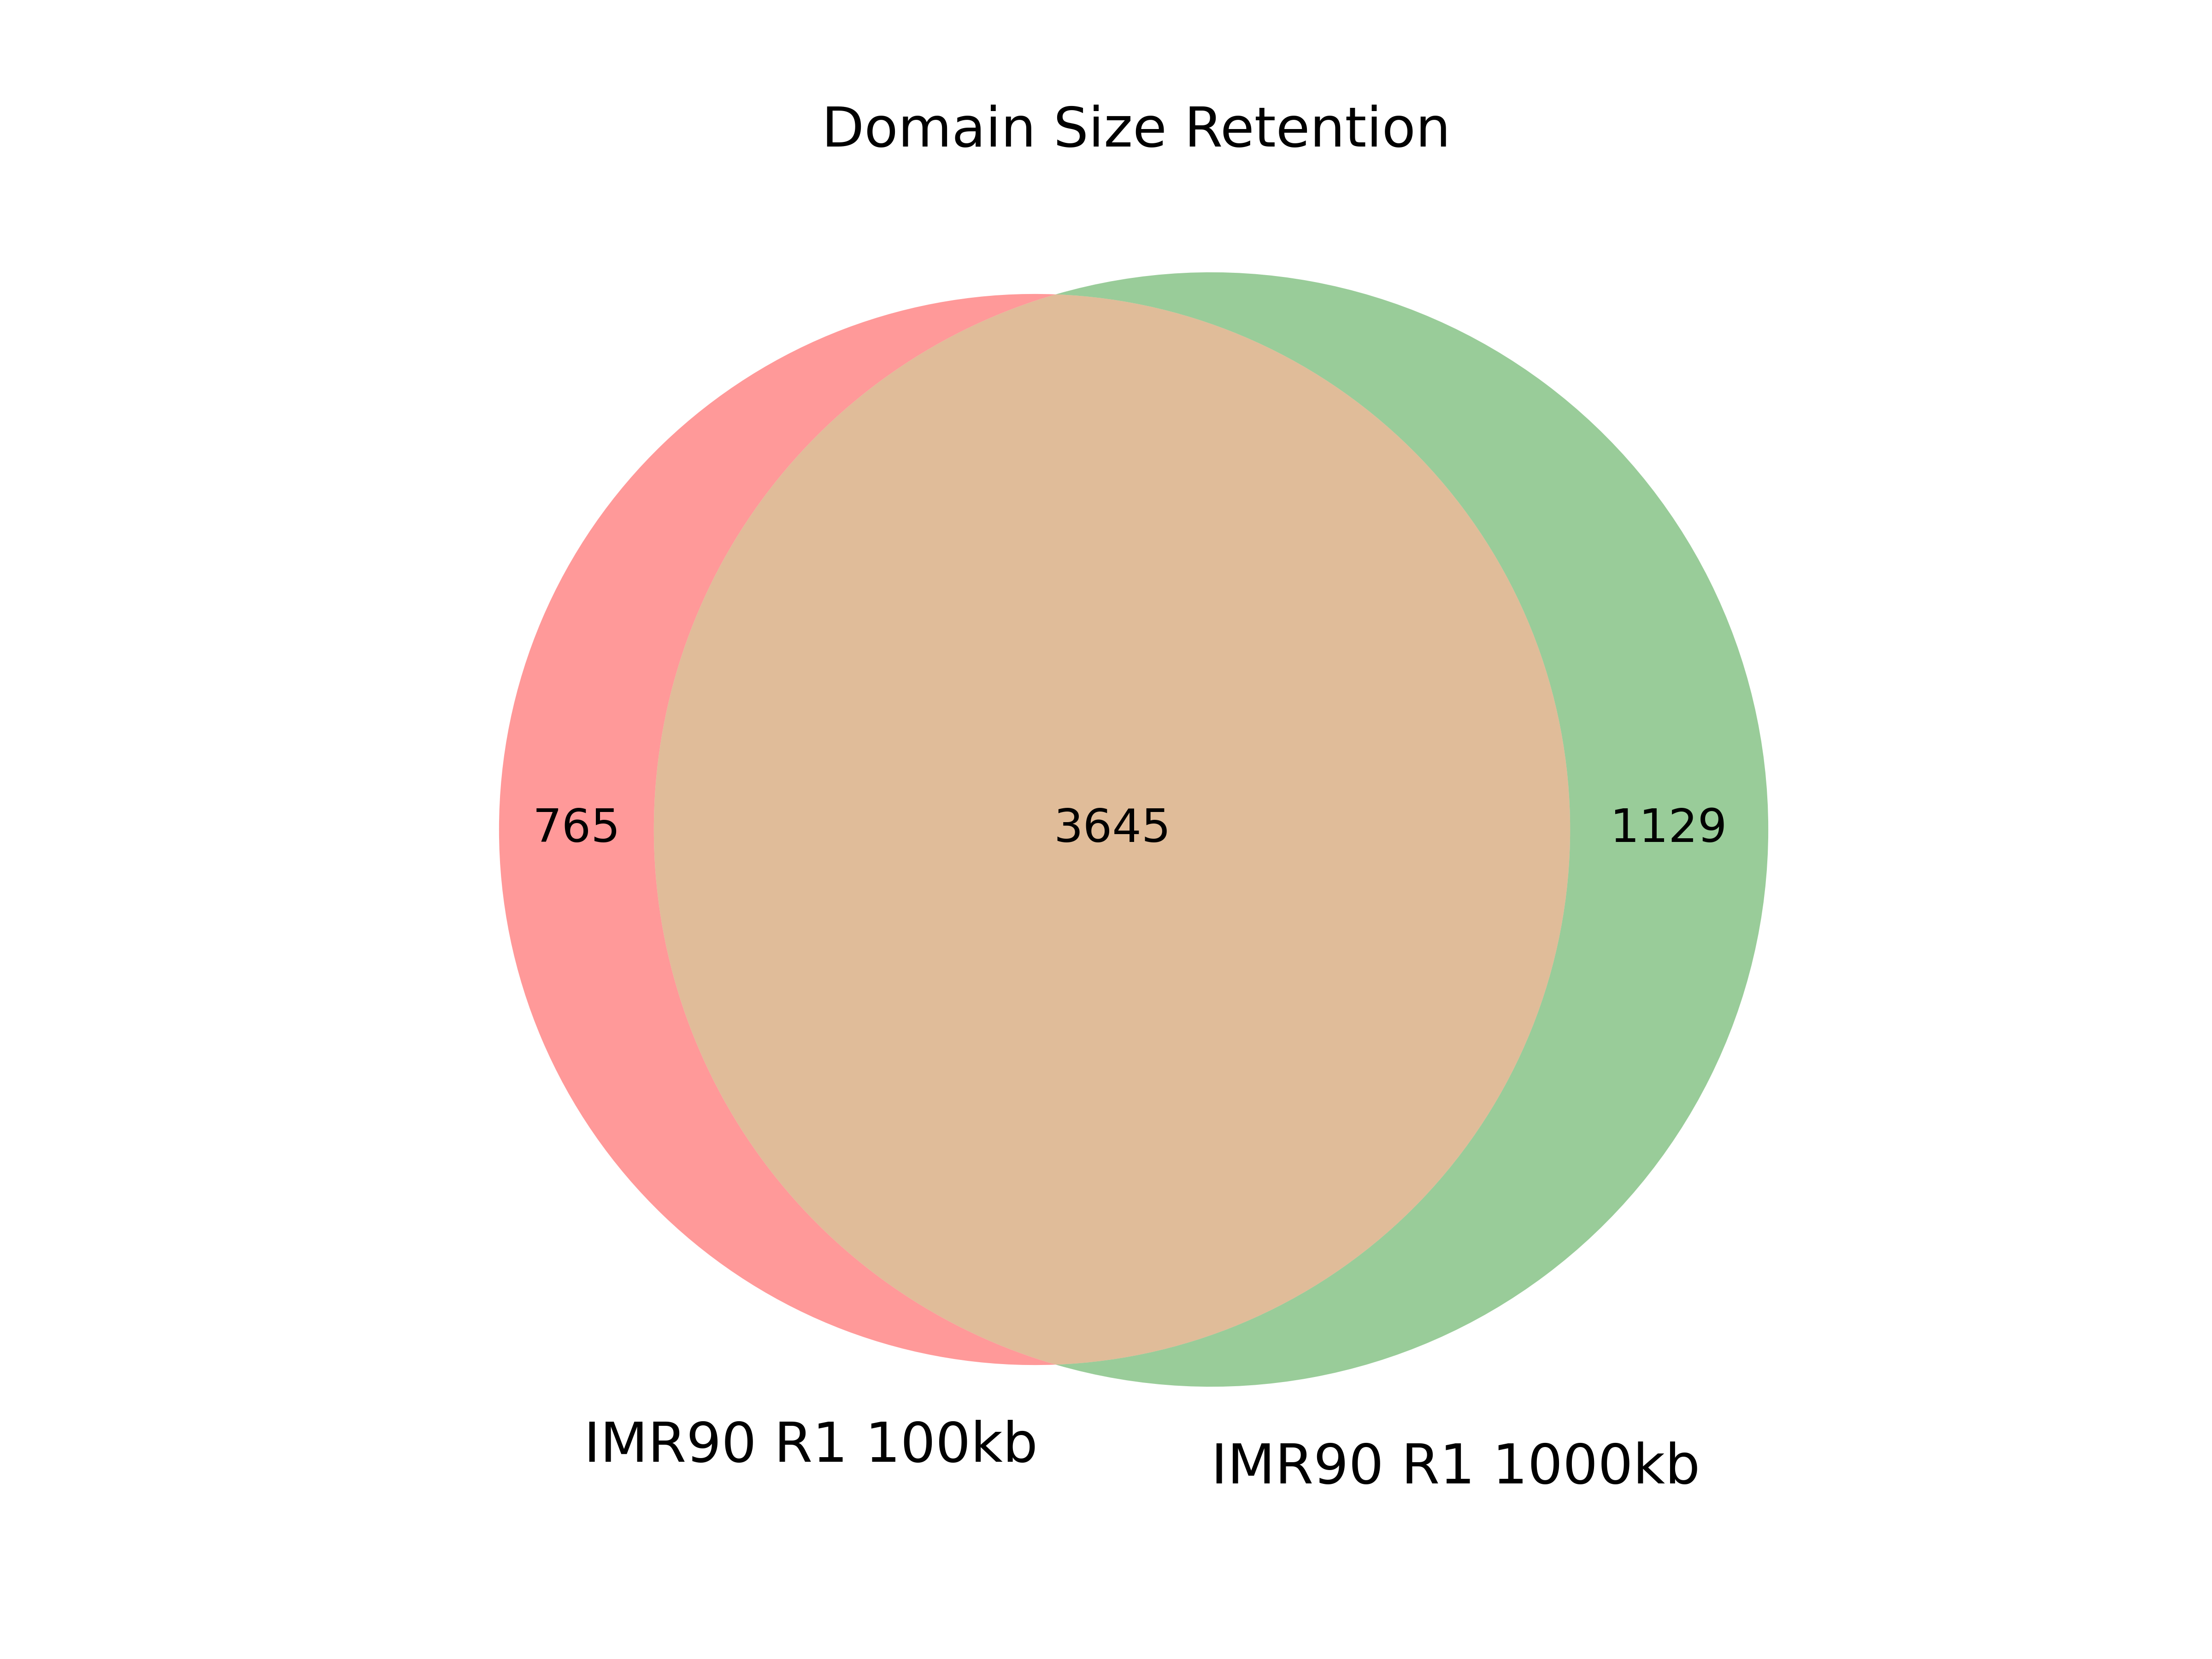 Domain Size Retention
765
3645
1129
IMR90 R1 100kb
IMR90 R1 1000kb